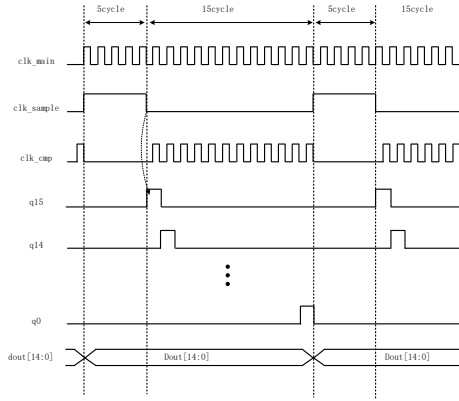 5cycle 15cycle 5cycle 15cycle
clk_main
clk_sample
clk_cmp
q15
q14
q0
dout[14:0] Dout[14:0] Dout[14:0]